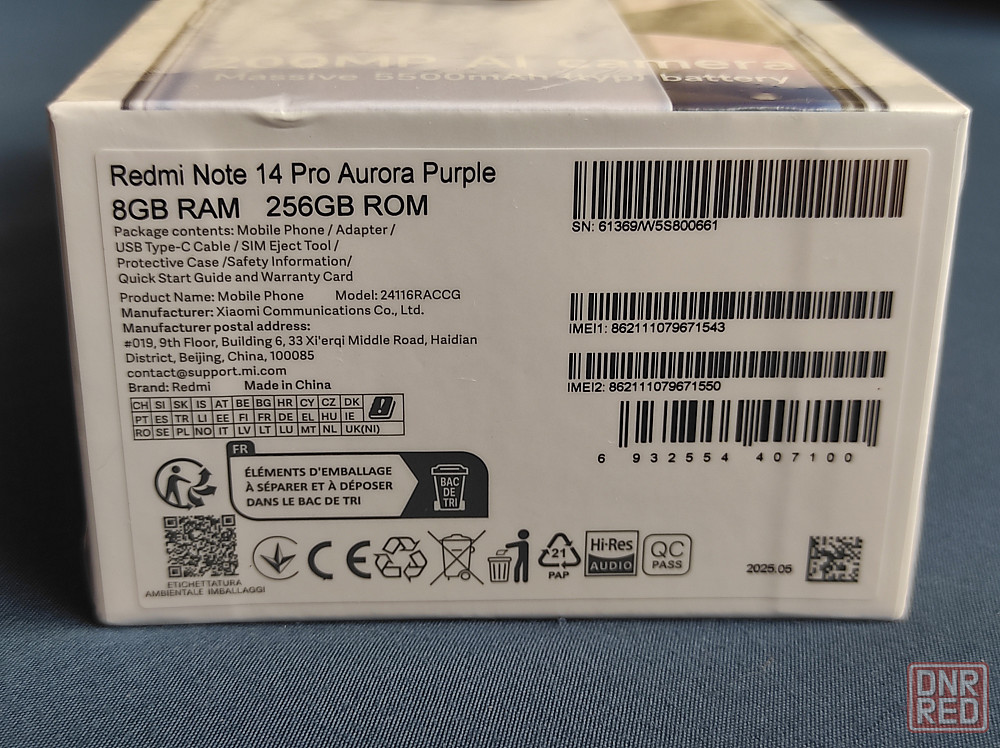 200MP AI camera
Massive 5500mAh (typ) battery
Redmi Note 14 Pro Aurora Purple
8GB RAM 256GB ROM
Package contents: Mobile Phone / Adapter /
USB Type-C Cable / SIM Eject Tool /
Protective Case /Safety Information/
Quick Start Guide and Warranty Card
Product Name: Mobile Phone Model: 24116RACCG
Manufacturer: Xiaomi Communications Co., Ltd.
Manufacturer postal address:
#019, 9th Floor, Building 6, 33 Xi'erqi Middle Road, Haidian
District, Beijing, China, 100085
contact@support.mi.com
Brand: Redmi Made in China
CH SI SK IS AT BE BG HR CY CZ DK
PT ES TR LI EE FI FR DE EL HU IE
RO SE PL NO IT LV LT LU MT NL UK(NI)
SN: 61369/W5S800661
IMEI1: 862111079671543
IMEI2: 862111079671550
6 932554 407100
FR
ÉLÉMENTS D'EMBALLAGE
À SÉPARER ET À DÉPOSER
DANS LE BAC DE TRI
BAC
DE
TRI
ETICHETTATURA
AMBIENTALE IMBALLAGGI
CE
21
PAP
Hi-Res
AUDIO
QC
PASS
2025.05
DNR
RED